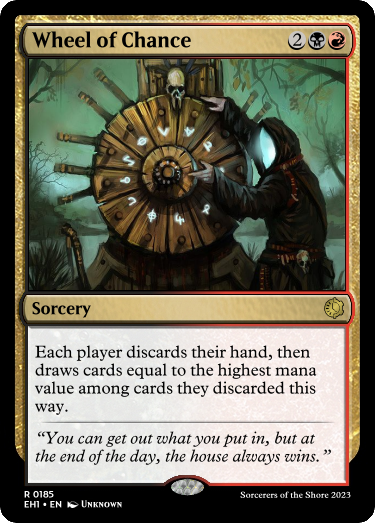 Wheel of Chance 2
Sorcery
Each player discards their hand, then
draws cards equal to the highest mana
value among cards they discarded this
way.
“You can get out what you put in, but at
the end of the day, the house always wins.”
R 0185
EH1 • EN Unknown
Sorcerers of the Shore 2023